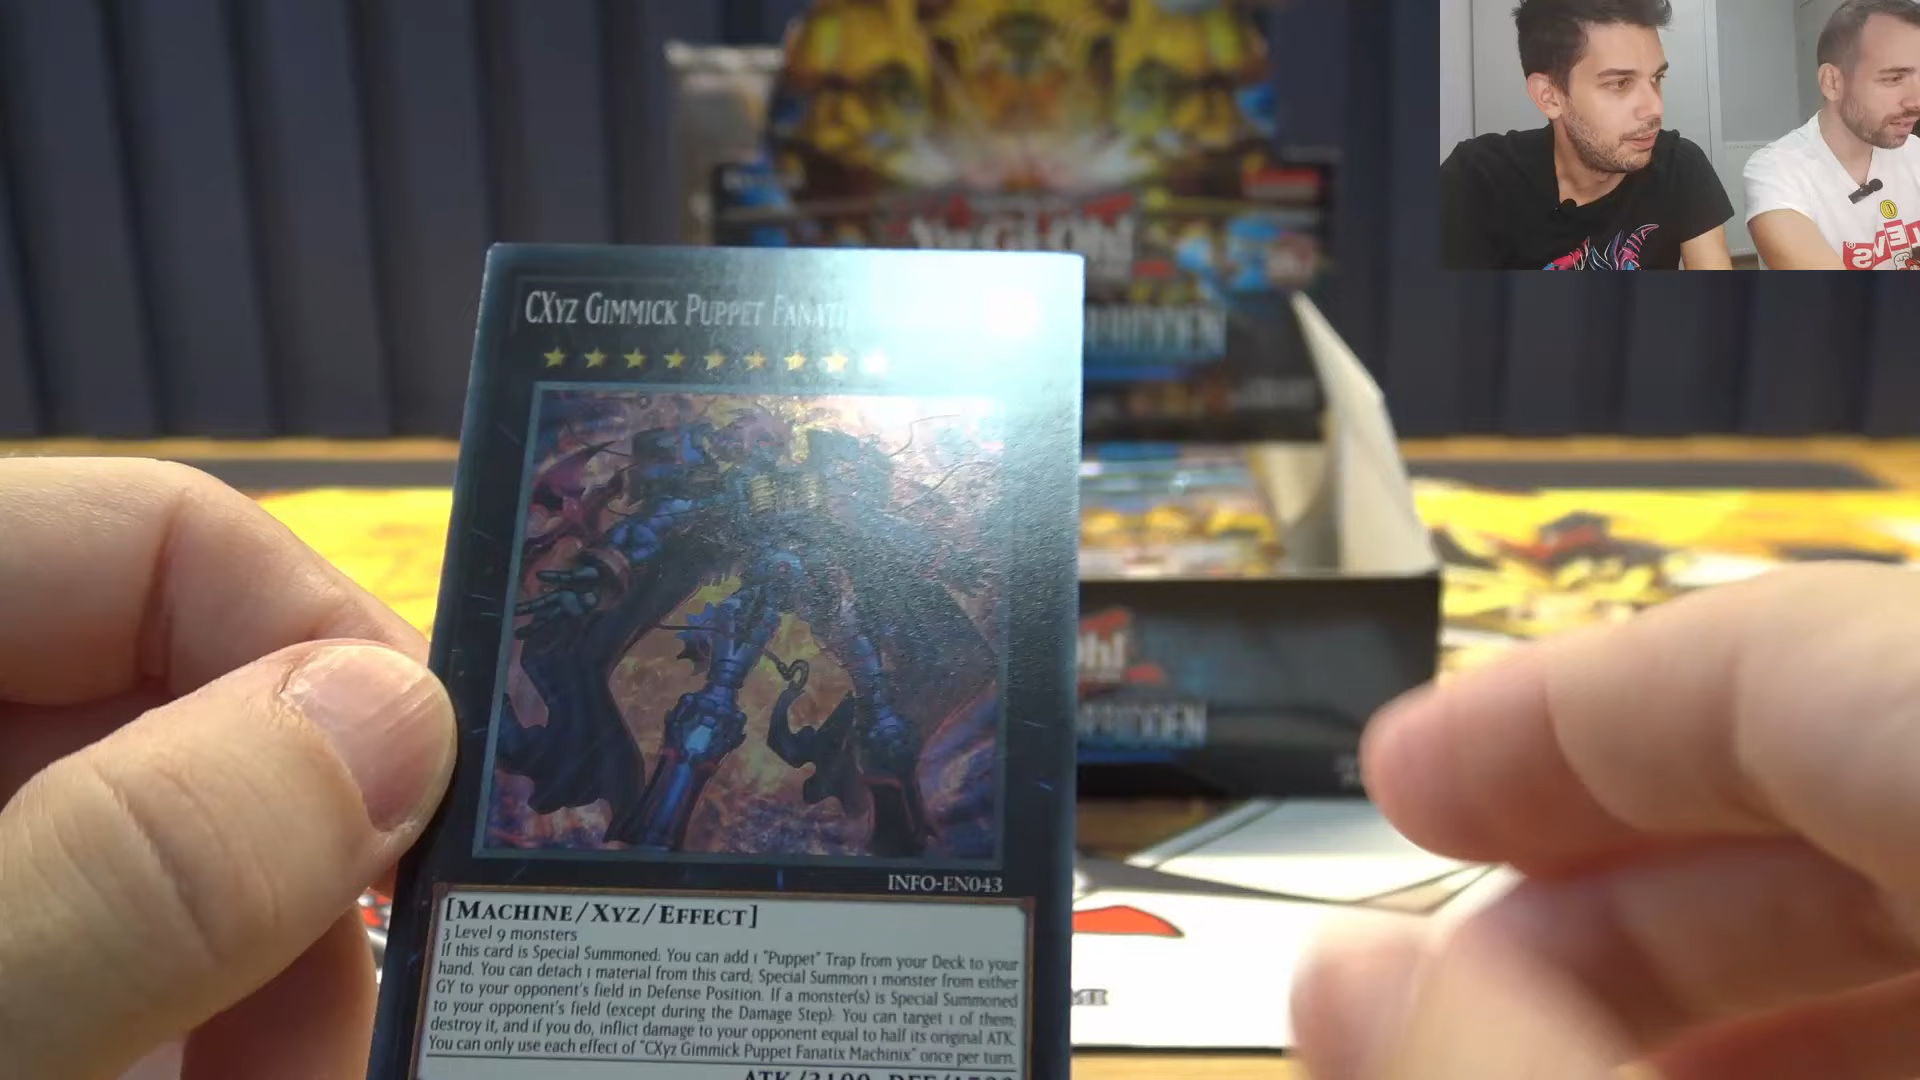 CXyz Gimmick Puppet Fanati
Yu-Gi-Oh!
INFO-EN043
[Machine/Xyz/Effect]
3 Level 9 monsters
If this card is Special Summoned: You can add 1 "Puppet" Trap from your Deck to your
hand. You can detach 1 material from this card; Special Summon 1 monster from either
GY to your opponent's field in Defense Position. If a monster(s) is Special Summoned
to your opponent's field (except during the Damage Step): You can target 1 of them;
destroy it, and if you do, inflict damage to your opponent equal to half its original ATK.
You can only use each effect of "CXyz Gimmick Puppet Fanatix Machinix" once per turn.